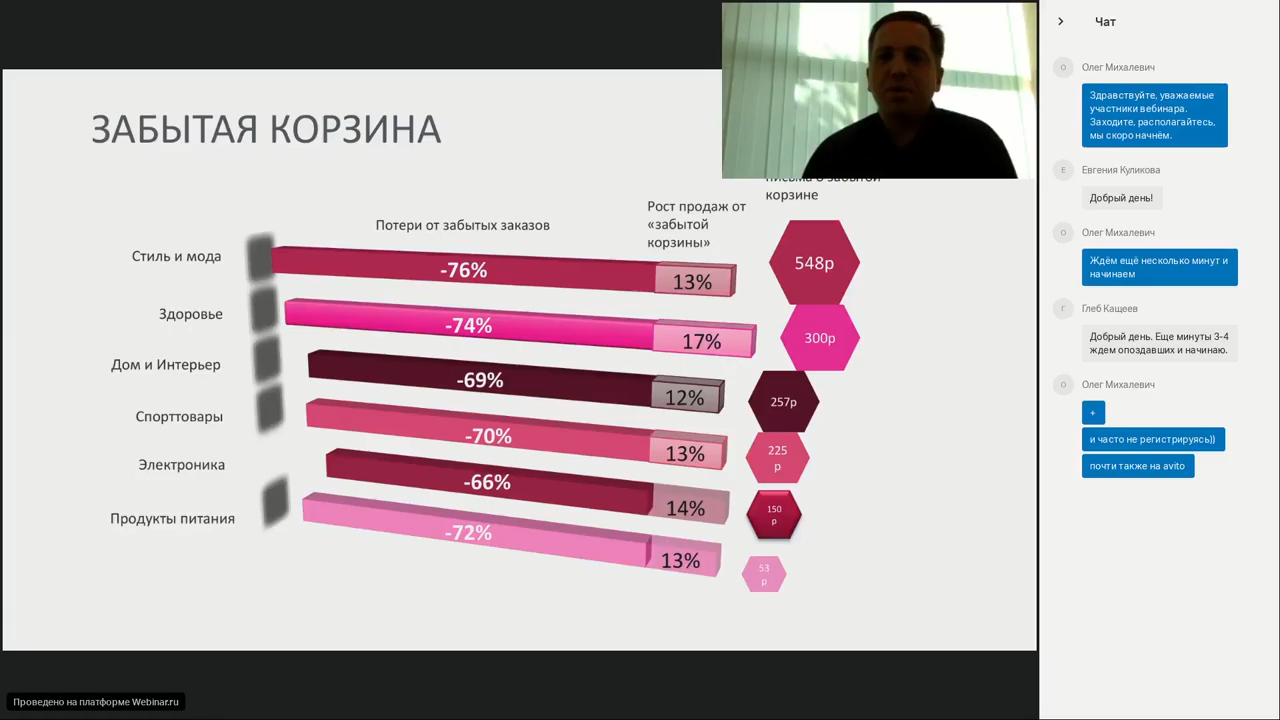 ЗАБЫТАЯ КОРЗИНА
корзине
Рост продаж от
«забытой
корзины»
Потери от забытых заказов
Стиль и мода
-76%
13%
548р
Здоровье
-74%
17%
300р
Дом и Интерьер
-69%
12%
257р
Спорттовары
-70%
13%
225
р
Электроника
-66%
14%
150
р
Продукты питания
-72%
13%
53
р
Проведено на платформе Webinar.ru
Чат
О
Олег Михалевич
Здравствуйте, уважаемые
участники вебинара.
Заходите, располагайтесь,
мы скоро начнём.
Е
Евгения Куликова
Добрый день!
О
Олег Михалевич
Ждём ещё несколько минут и
начинаем
Г
Глеб Кащеев
Добрый день. Еще минуты 3-4
ждем опоздавших и начинаю.
О
Олег Михалевич
+
и часто не регистрируясь))
почти также на avito